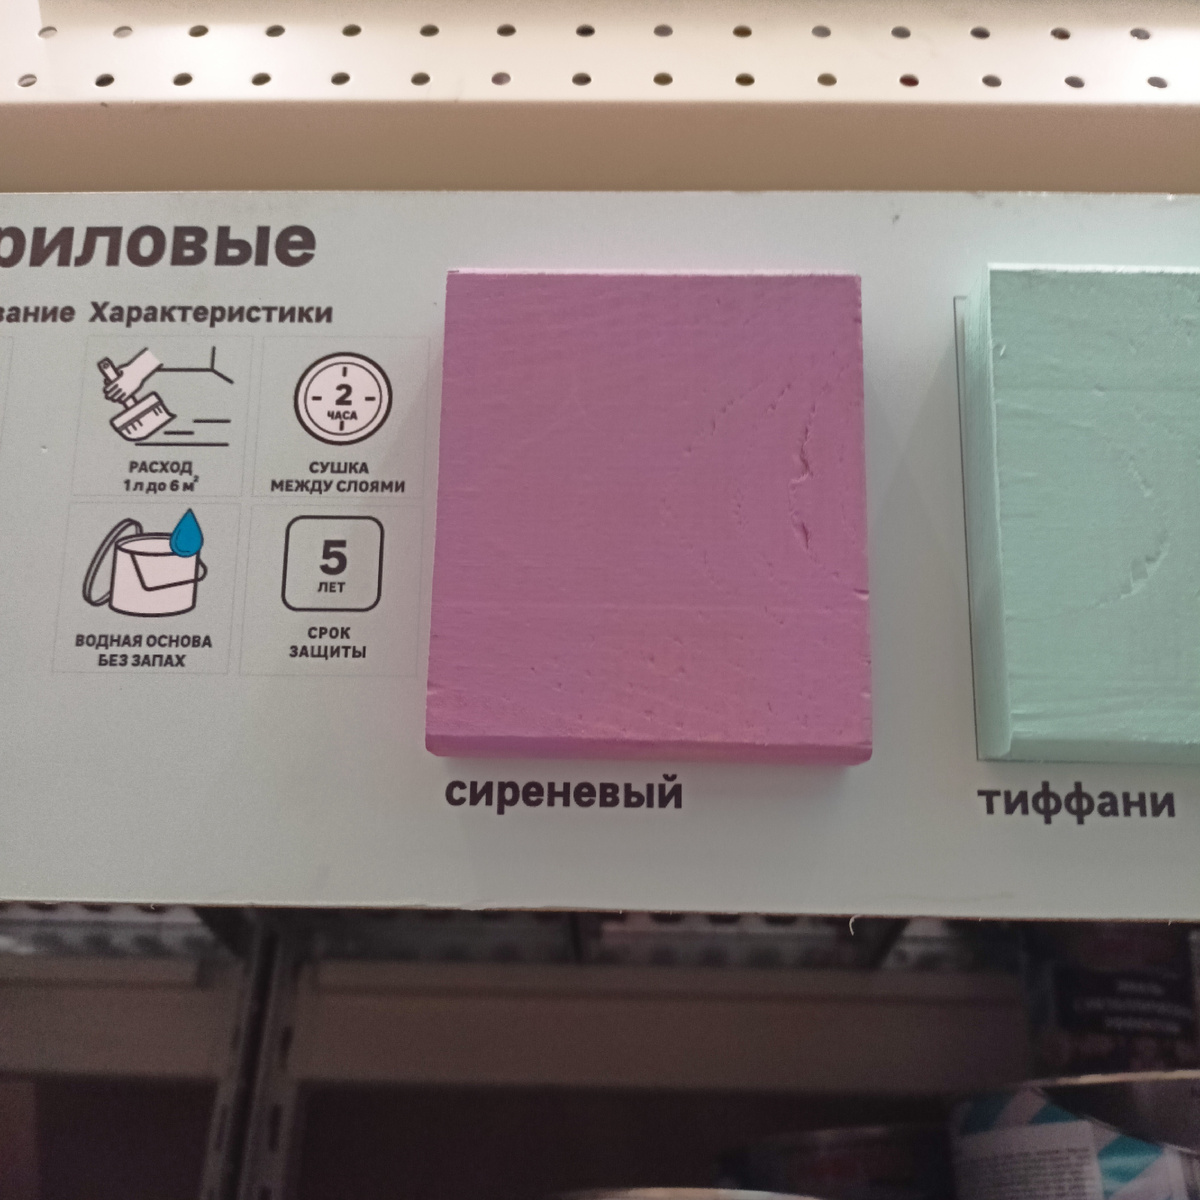 риловые
вание Характеристики
2
ЧАСА
РАСХОД
1 л до 6 м²
СУШКА
МЕЖДУ СЛОЯМИ
5
ЛЕТ
ВОДНАЯ ОСНОВА
БЕЗ ЗАПАХ
СРОК
ЗАЩИТЫ
сиреневый
тиффани